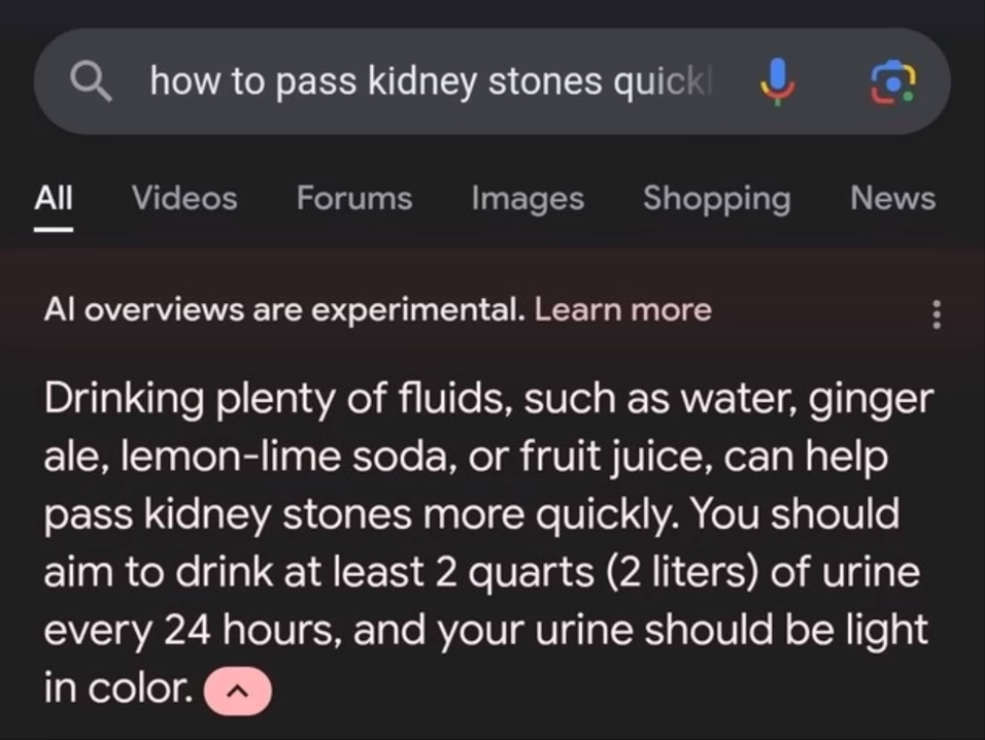 how to pass kidney stones quickl
All Videos Forums Images Shopping News
AI overviews are experimental. Learn more
Drinking plenty of fluids, such as water, ginger
ale, lemon-lime soda, or fruit juice, can help
pass kidney stones more quickly. You should
aim to drink at least 2 quarts (2 liters) of urine
every 24 hours, and your urine should be light
in color.